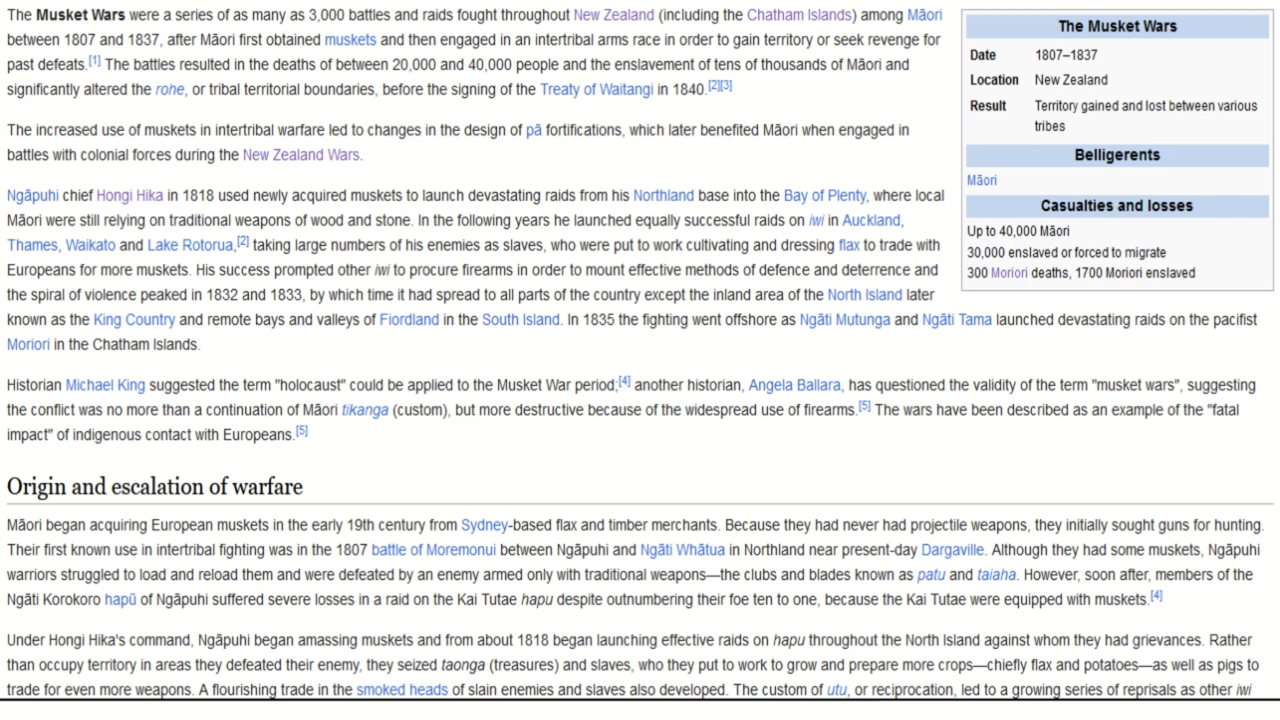 The Musket Wars were a series of as many as 3,000 battles and raids fought throughout New Zealand (including the Chatham Islands) among Māori
between 1807 and 1837, after Māori first obtained muskets and then engaged in an intertribal arms race in order to gain territory or seek revenge for
past defeats.[1] The battles resulted in the deaths of between 20,000 and 40,000 people and the enslavement of tens of thousands of Māori and
significantly altered the rohe, or tribal territorial boundaries, before the signing of the Treaty of Waitangi in 1840.[2][3]
The increased use of muskets in intertribal warfare led to changes in the design of pā fortifications, which later benefited Māori when engaged in
battles with colonial forces during the New Zealand Wars.
Ngāpuhi chief Hongi Hika in 1818 used newly acquired muskets to launch devastating raids from his Northland base into the Bay of Plenty, where local
Māori were still relying on traditional weapons of wood and stone. In the following years he launched equally successful raids on iwi in Auckland,
Thames, Waikato and Lake Rotorua,[2] taking large numbers of his enemies as slaves, who were put to work cultivating and dressing flax to trade with
Europeans for more muskets. His success prompted other iwi to procure firearms in order to mount effective methods of defence and deterrence and
the spiral of violence peaked in 1832 and 1833, by which time it had spread to all parts of the country except the inland area of the North Island later
known as the King Country and remote bays and valleys of Fiordland in the South Island. In 1835 the fighting went offshore as Ngāti Mutunga and Ngāti Tama launched devastating raids on the pacifist
Moriori in the Chatham Islands.
Historian Michael King suggested the term "holocaust" could be applied to the Musket War period;[4] another historian, Angela Ballara, has questioned the validity of the term "musket wars", suggesting
the conflict was no more than a continuation of Māori tikanga (custom), but more destructive because of the widespread use of firearms.[5] The wars have been described as an example of the "fatal
impact" of indigenous contact with Europeans.[5]
The Musket Wars
Date 1807–1837
Location New Zealand
Result Territory gained and lost between various
tribes
Belligerents
Māori
Casualties and losses
Up to 40,000 Māori
30,000 enslaved or forced to migrate
300 Moriori deaths, 1700 Moriori enslaved
Origin and escalation of warfare
Māori began acquiring European muskets in the early 19th century from Sydney-based flax and timber merchants. Because they had never had projectile weapons, they initially sought guns for hunting.
Their first known use in intertribal fighting was in the 1807 battle of Moremonui between Ngāpuhi and Ngāti Whātua in Northland near present-day Dargaville. Although they had some muskets, Ngāpuhi
warriors struggled to load and reload them and were defeated by an enemy armed only with traditional weapons—the clubs and blades known as patu and taiaha. However, soon after, members of the
Ngāti Korokoro hapū of Ngāpuhi suffered severe losses in a raid on the Kai Tutae hapu despite outnumbering their foe ten to one, because the Kai Tutae were equipped with muskets.[4]
Under Hongi Hika's command, Ngāpuhi began amassing muskets and from about 1818 began launching effective raids on hapu throughout the North Island against whom they had grievances. Rather
than occupy territory in areas they defeated their enemy, they seized taonga (treasures) and slaves, who they put to work to grow and prepare more crops—chiefly flax and potatoes—as well as pigs to
trade for even more weapons. A flourishing trade in the smoked heads of slain enemies and slaves also developed. The custom of utu, or reciprocation, led to a growing series of reprisals as other iwi